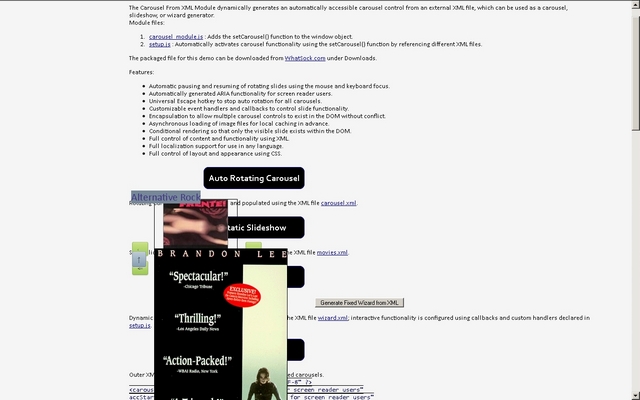 The Carousel From XML Module dynamically generates an automatically accessible carousel control from an external XML file, which can be used as a carousel,
slideshow, or wizard generator.
Module files:
1. carousel_module.js : Adds the setCarousel() function to the window object.
2. setup.js : Automatically activates carousel functionality using the setCarousel() function by referencing different XML files.
The packaged file for this demo can be downloaded from WhatSock.com under Downloads.
Features:
Automatic pausing and resuming of rotating slides using the mouse and keyboard focus.
Automatically generated ARIA functionality for screen reader users.
Universal Escape hotkey to stop auto rotation for all carousels.
Customizable event handlers and callbacks to control slide functionality.
Encapsulation to allow multiple carousel controls to exist in the DOM without conflict.
Asynchronous loading of image files for local caching in advance.
Conditional rendering so that only the visible slide exists within the DOM.
Full control of content and functionality using XML.
Full localization support for use in any language.
Full control of layout and appearance using CSS.
Auto Rotating Carousel
Alternative Rock
and populated using the XML file carousel.xml.
tatic Slideshow
he XML file movies.xml.
BRANDON LEE
"Spectacular!"
-Chicago Tribune
EXCLUSIVE!
"Thrilling!"
-Los Angeles Daily News
"Action-Packed!"
-WBAI Radio, New York
Generate Fixed Wizard from XML
Dynamic
he XML file wizard.xml; interactive functionality is configured using callbacks and custom handlers declared in
setup.js.
Outer XM
ed carousels.
F-8" ?>
<carous
screen reader users"
accStar
for screen reader users"